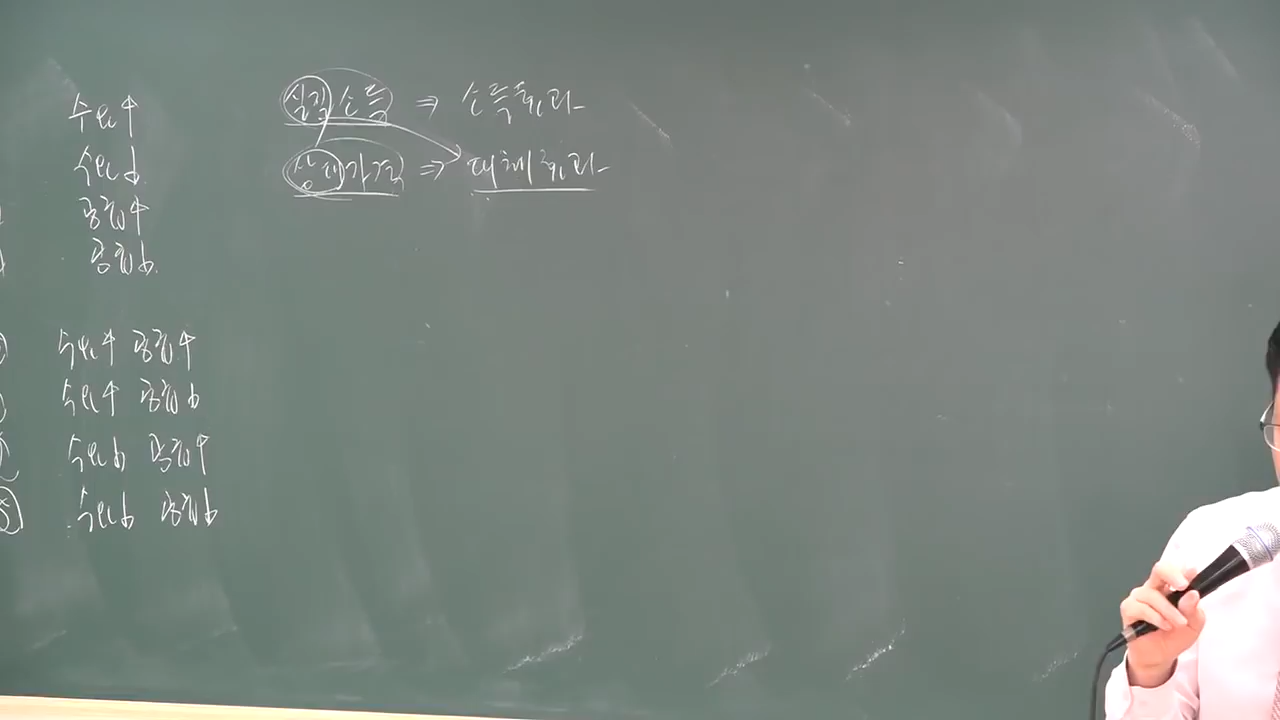 수요↑
수요↓
공급↑
공급↓
수요↑ 공급↑
수요↑ 공급↓
수요↓ 공급↑
⑧ 수요↓ 공급↓
실질소득 ⇒ 소득효과
상대가격 ⇒ 대체효과